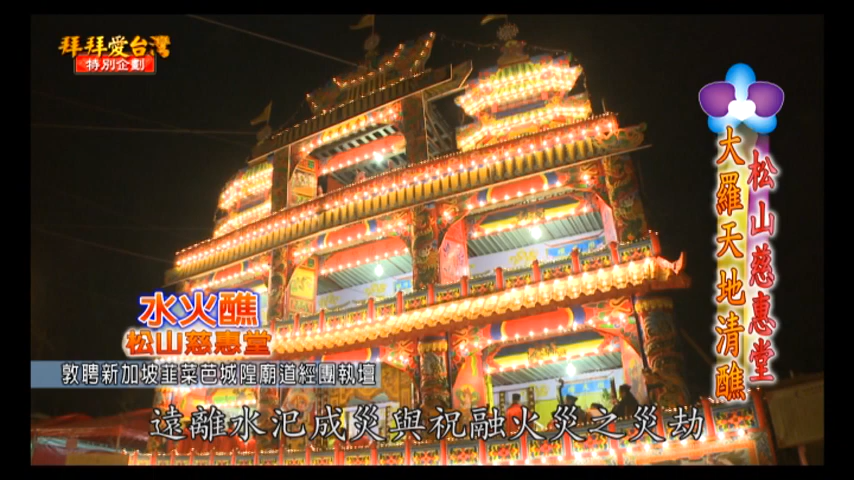 拜拜愛台灣
特別企劃
松山慈惠堂
大羅天地清醮
水火醮
松山慈惠堂
敦聘新加坡韭菜芭城隍廟道經團執壇
遠離水氾成災與祝融火災之災劫